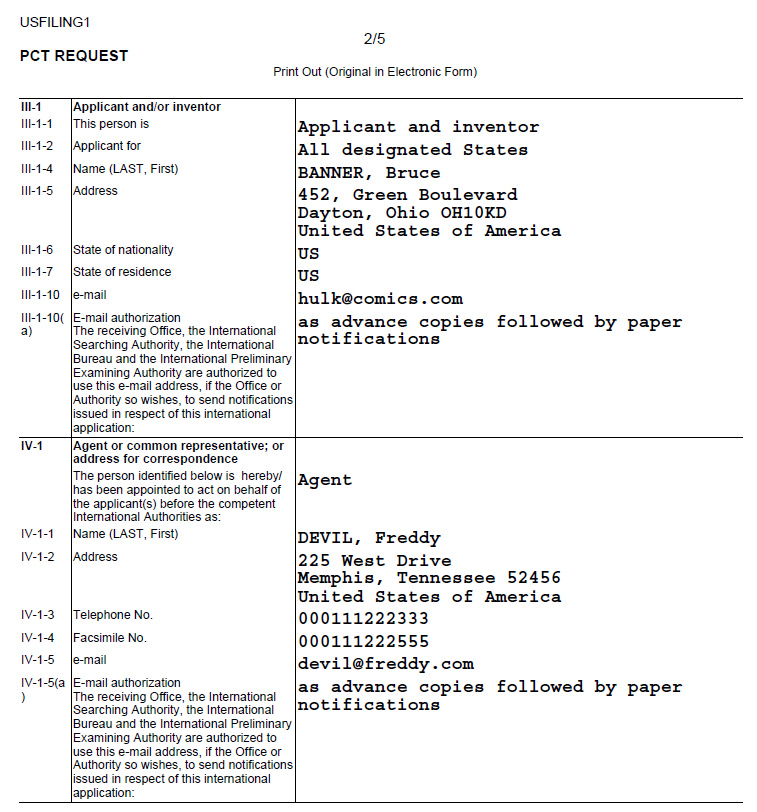 USFILING1
2/5
PCT REQUEST
Print Out (Original in Electronic Form)
III-1 Applicant and/or inventor
III-1-1 This person is Applicant and inventor
III-1-2 Applicant for All designated States
III-1-4 Name (LAST, First) BANNER, Bruce
III-1-5 Address 452, Green Boulevard
Dayton, Ohio OH10KD
United States of America
III-1-6 State of nationality US
III-1-7 State of residence US
III-1-10 e-mail hulk@comics.com
III-1-10( E-mail authorization as advance copies followed by paper
a) The receiving Office, the International notifications
Searching Authority, the International
Bureau and the International Preliminary
Examining Authority are authorized to
use this e-mail address, if the Office or
Authority so wishes, to send notifications
issued in respect of this international
application:
IV-1 Agent or common representative; or
address for correspondence
The person identified below is hereby/ Agent
has been appointed to act on behalf of
the applicant(s) before the competent
International Authorities as:
IV-1-1 Name (LAST, First) DEVIL, Freddy
IV-1-2 Address 225 West Drive
Memphis, Tennessee 52456
United States of America
IV-1-3 Telephone No. 000111222333
IV-1-4 Facsimile No. 000111222555
IV-1-5 e-mail devil@freddy.com
IV-1-5(a E-mail authorization as advance copies followed by paper
) The receiving Office, the International notifications
Searching Authority, the International
Bureau and the International Preliminary
Examining Authority are authorized to
use this e-mail address, if the Office or
Authority so wishes, to send notifications
issued in respect of this international
application: